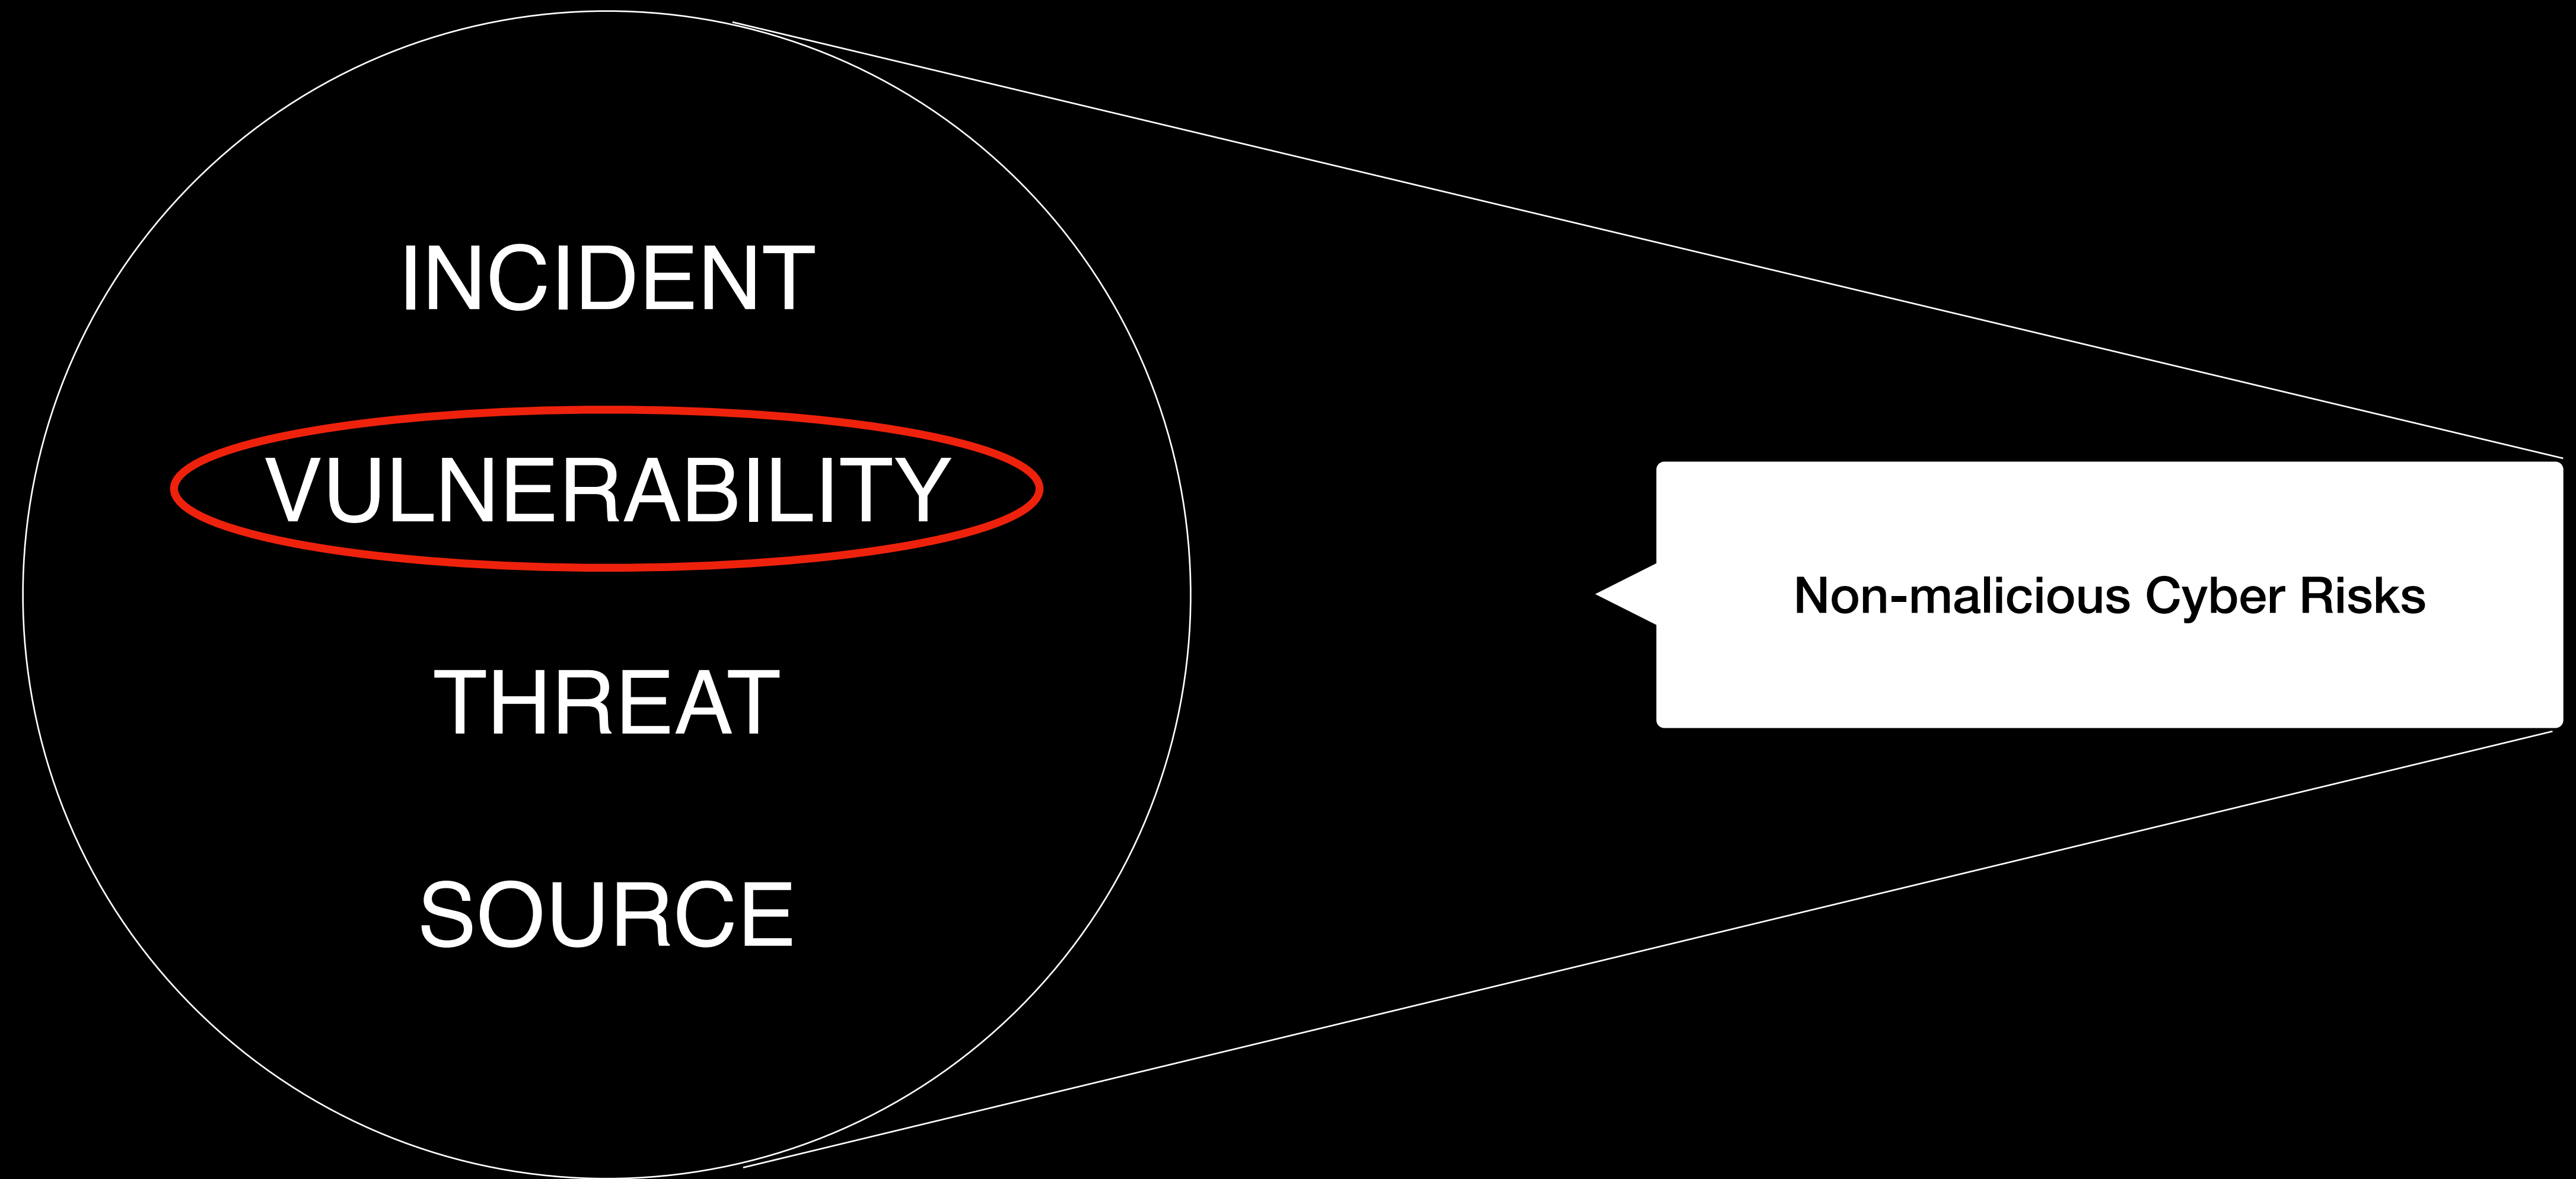 INCIDENT
VULNERABILITY
THREAT
SOURCE
Non-malicious Cyber Risks